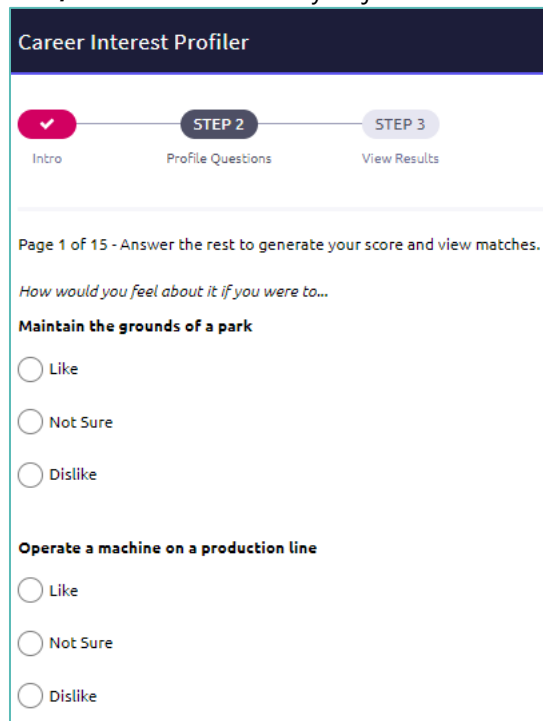 Career Interest Profiler
STEP 2
STEP 3
Intro
Profile Questions
View Results
Page 1 of 15 - Answer the rest to generate your score and view matches.
How would you feel about it if you were to...
Maintain the grounds of a park
Like
Not Sure
Dislike
Operate a machine on a production line
Like
Not Sure
Dislike